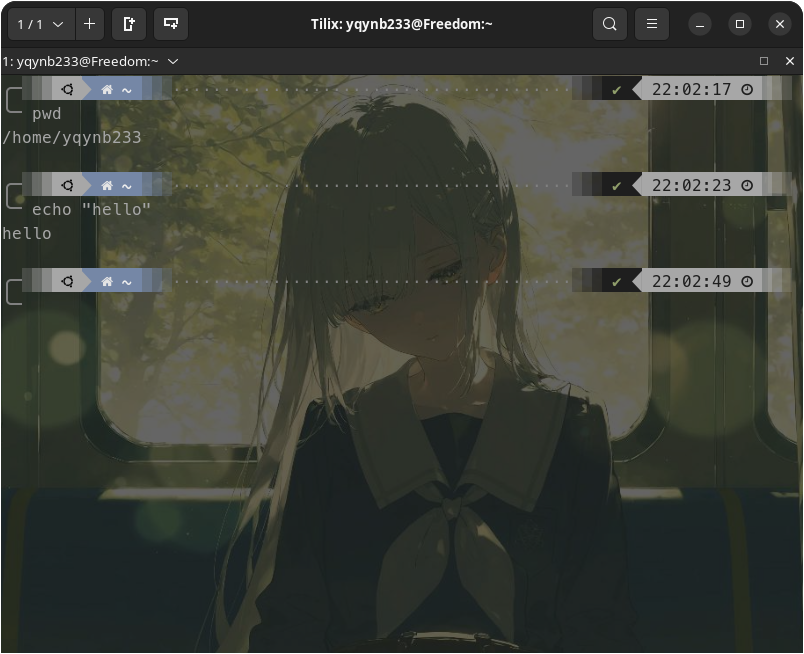 1 / 1
Tilix: yqynb233@Freedom:~
1: yqynb233@Freedom:~
~ ✔ 22:02:17
pwd
/home/yqynb233
~ ✔ 22:02:23
echo "hello"
hello
~ ✔ 22:02:49